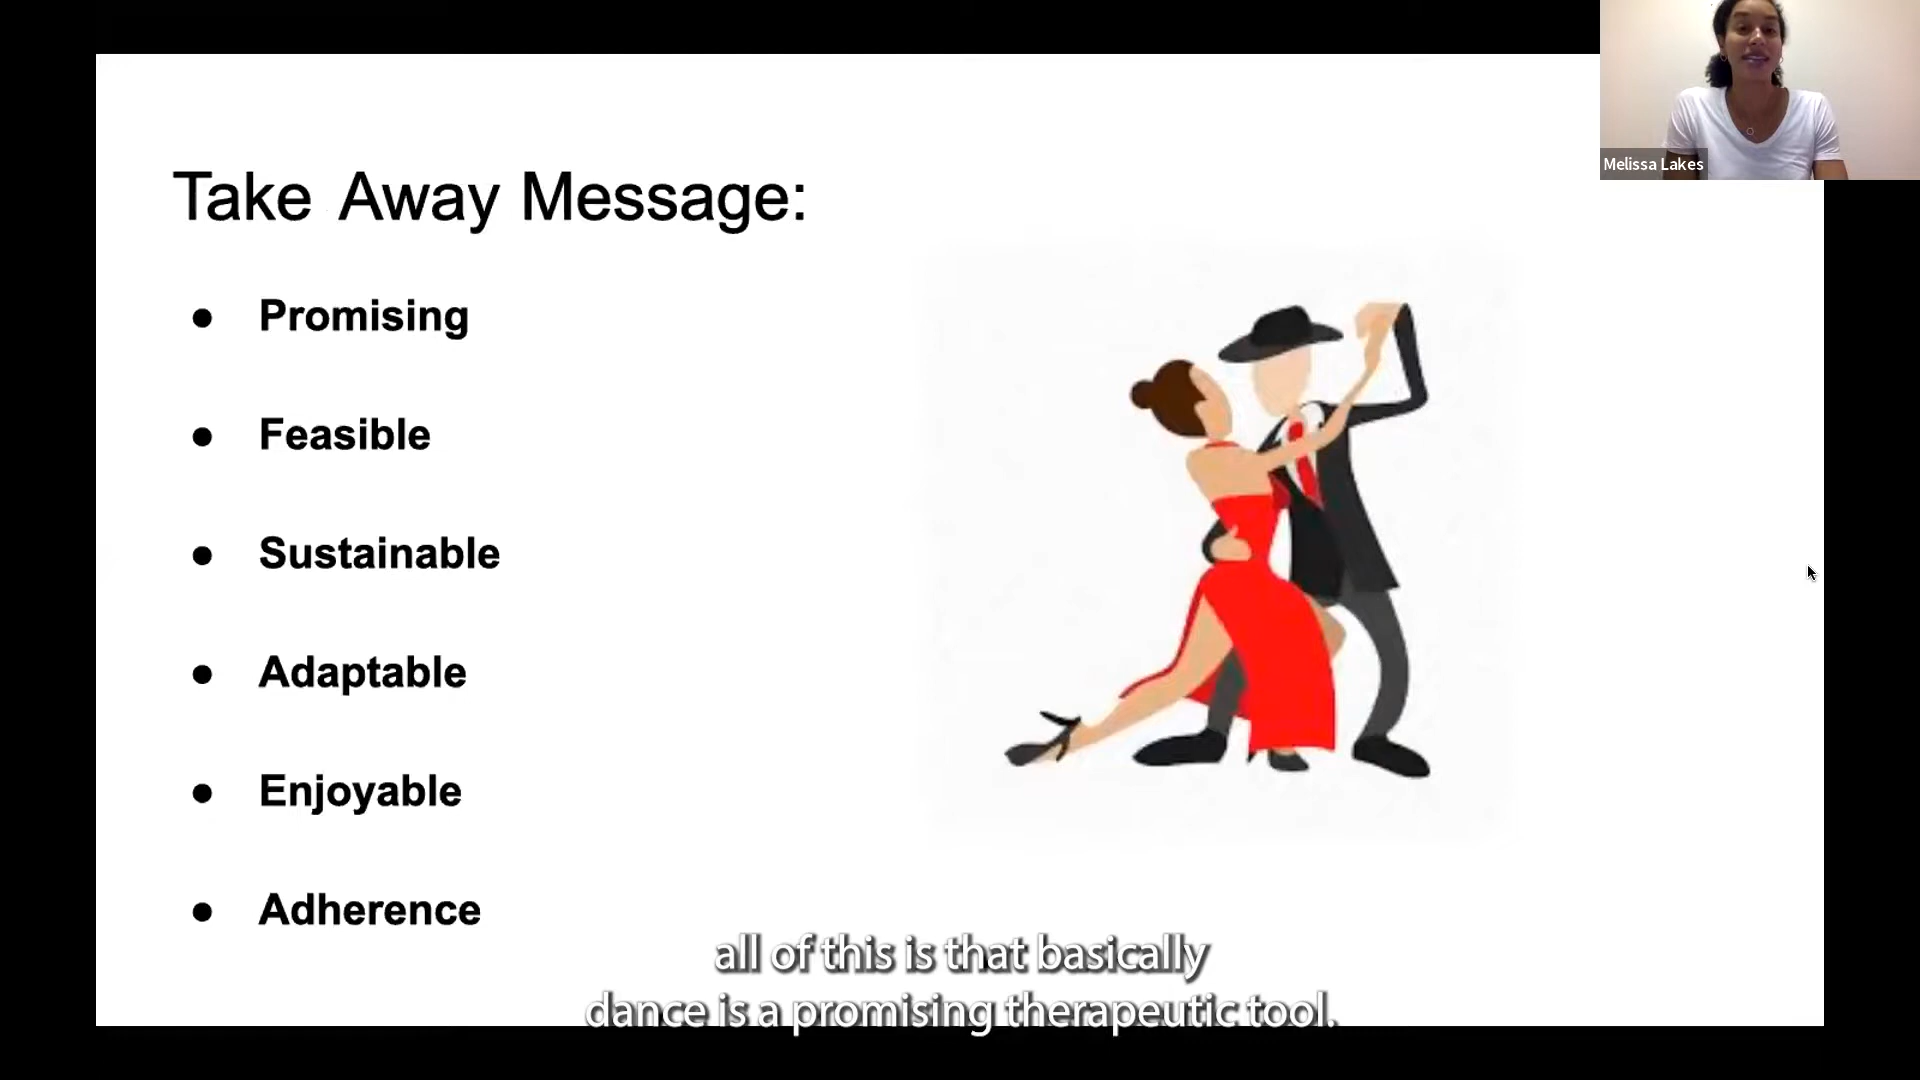 Melissa Lakes
Take Away Message:
● Promising
● Feasible
● Sustainable
● Adaptable
● Enjoyable
● Adherence
all of this is that basically
dance is a promising therapeutic tool.